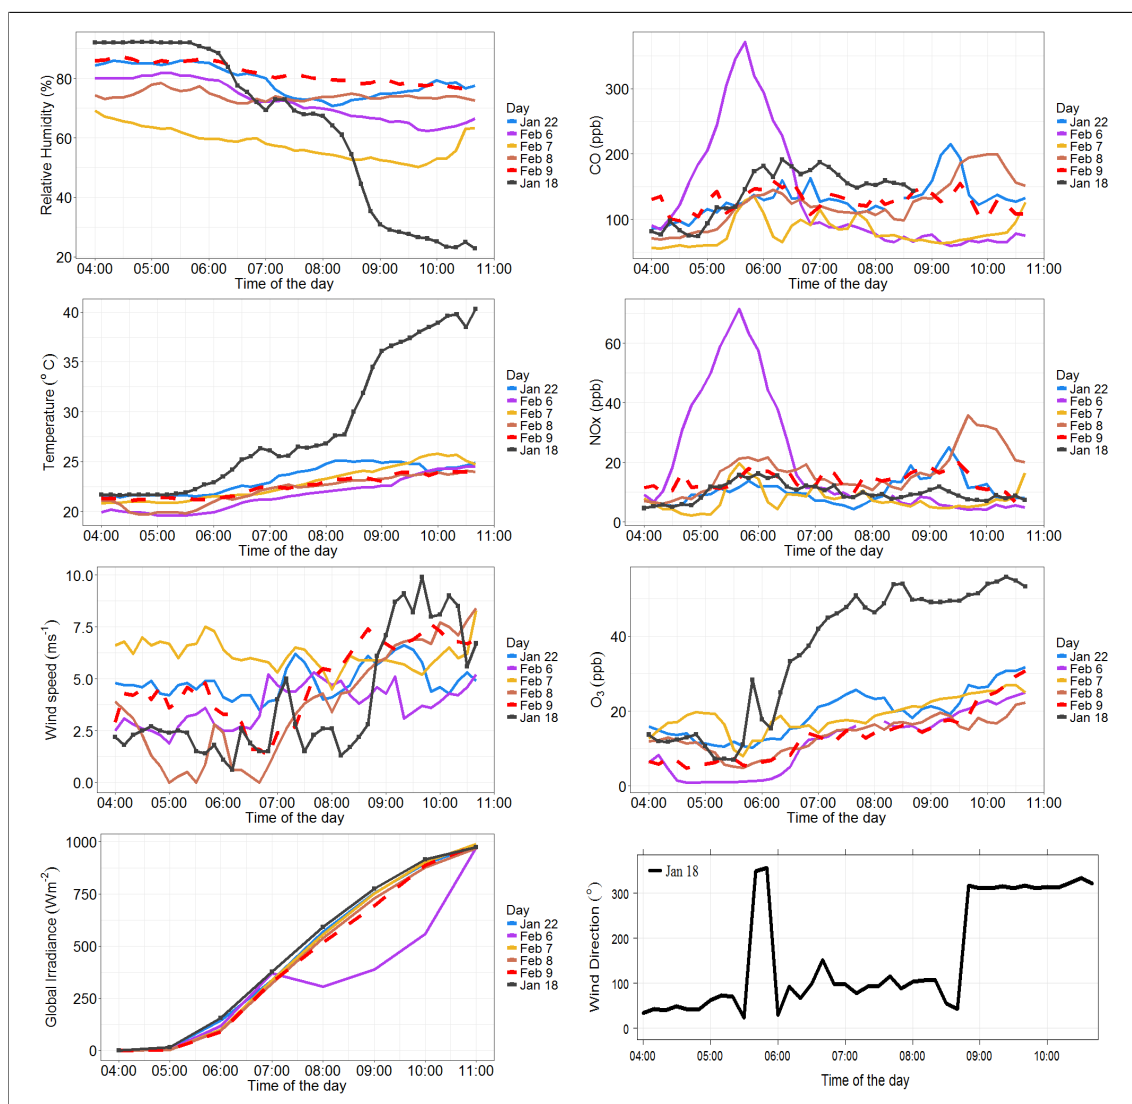 Relative Humidity (%)
80
60
40
20
04:00 05:00 06:00 07:00 08:00 09:00 10:00 11:00
Time of the day
Day
Jan 22
Feb 6
Feb 7
Feb 8
Feb 9
Jan 18
CO (ppb)
300
200
100
04:00 05:00 06:00 07:00 08:00 09:00 10:00 11:00
Time of the day
Day
Jan 22
Feb 6
Feb 7
Feb 8
Feb 9
Jan 18
Temperature (° C)
40
35
30
25
20
04:00 05:00 06:00 07:00 08:00 09:00 10:00 11:00
Time of the day
Day
Jan 22
Feb 6
Feb 7
Feb 8
Feb 9
Jan 18
NOx (ppb)
60
40
20
0
04:00 05:00 06:00 07:00 08:00 09:00 10:00 11:00
Time of the day
Day
Jan 22
Feb 6
Feb 7
Feb 8
Feb 9
Jan 18
Wind speed (ms⁻¹)
10.0
7.5
5.0
2.5
0.0
04:00 05:00 06:00 07:00 08:00 09:00 10:00 11:00
Time of the day
Day
Jan 22
Feb 6
Feb 7
Feb 8
Feb 9
Jan 18
O₃ (ppb)
40
20
0
04:00 05:00 06:00 07:00 08:00 09:00 10:00 11:00
Time of the day
Day
Jan 22
Feb 6
Feb 7
Feb 8
Feb 9
Jan 18
Global Irradiance (Wm⁻²)
1000
750
500
250
0
04:00 05:00 06:00 07:00 08:00 09:00 10:00 11:00
Time of the day
Day
Jan 22
Feb 6
Feb 7
Feb 8
Feb 9
Jan 18
Wind Direction (°)
Jan 18
300
200
100
0
04:00 05:00 06:00 07:00 08:00 09:00 10:00
Time of the day